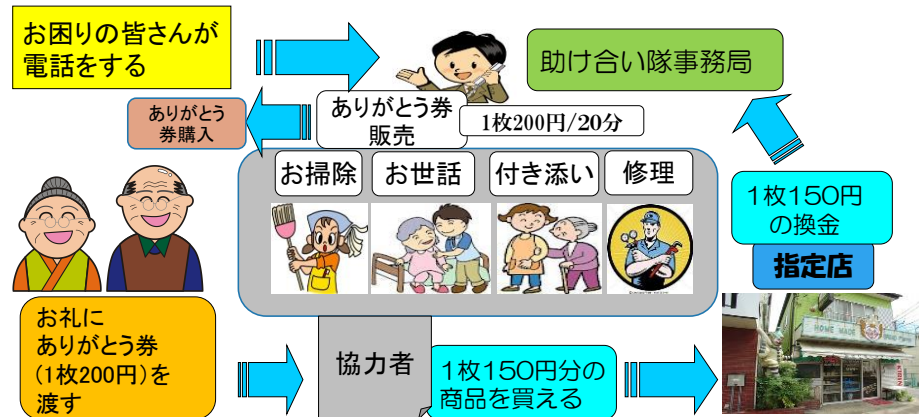 お困りの皆さんが
電話をする
助け合い隊事務局
ありがとう券
販売
1枚200円/20分
ありがとう
券購入
お掃除
お世話
付き添い
修理
1枚150円
の換金
指定店
お礼に
ありがとう券
(1枚200円)を
渡す
協力者
1枚150円分の
商品を買える
HOME MADE